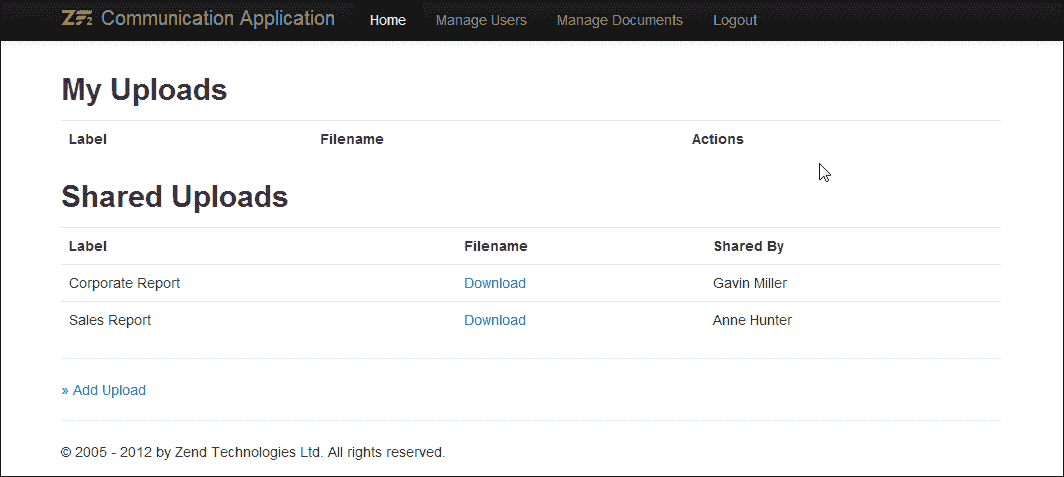 ZF2 Communication Application Home Manage Users Manage Documents Logout
My Uploads
Label Filename Actions
Shared Uploads
Label Filename Shared By
Corporate Report Download Gavin Miller
Sales Report Download Anne Hunter
» Add Upload
© 2005 - 2012 by Zend Technologies Ltd. All rights reserved.